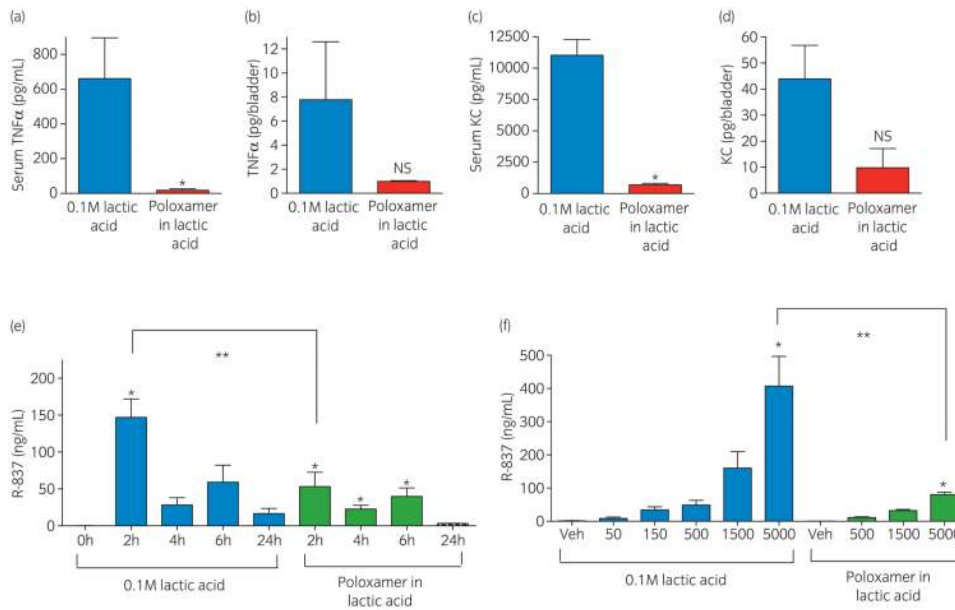 (a)
Serum TNFα (pg/mL)
800
600
400
200
0
*
0.1M lactic
acid
Poloxamer
in lactic
acid
(b)
TNFα (pg/bladder)
12
10
8
6
4
2
0
NS
0.1M lactic
acid
Poloxamer
in lactic
acid
(c)
Serum KC (pg/mL)
12500
10000
7500
5000
2500
0
*
0.1M lactic
acid
Poloxamer
in lactic
acid
(d)
KC (pg/bladder)
60
50
40
30
20
10
0
NS
0.1M lactic
acid
Poloxamer
in lactic
acid
(e)
R-837 (ng/mL)
200
150
100
50
0
**
*
*
*
*
0h 2h 4h 6h 24h 2h 4h 6h 24h
0.1M lactic acid
Poloxamer in
lactic acid
(f)
R-837 (ng/mL)
500
400
300
200
100
0
**
*
*
Veh 50 150 500 1500 5000 Veh 500 1500 5000
0.1M lactic acid
Poloxamer in
lactic acid